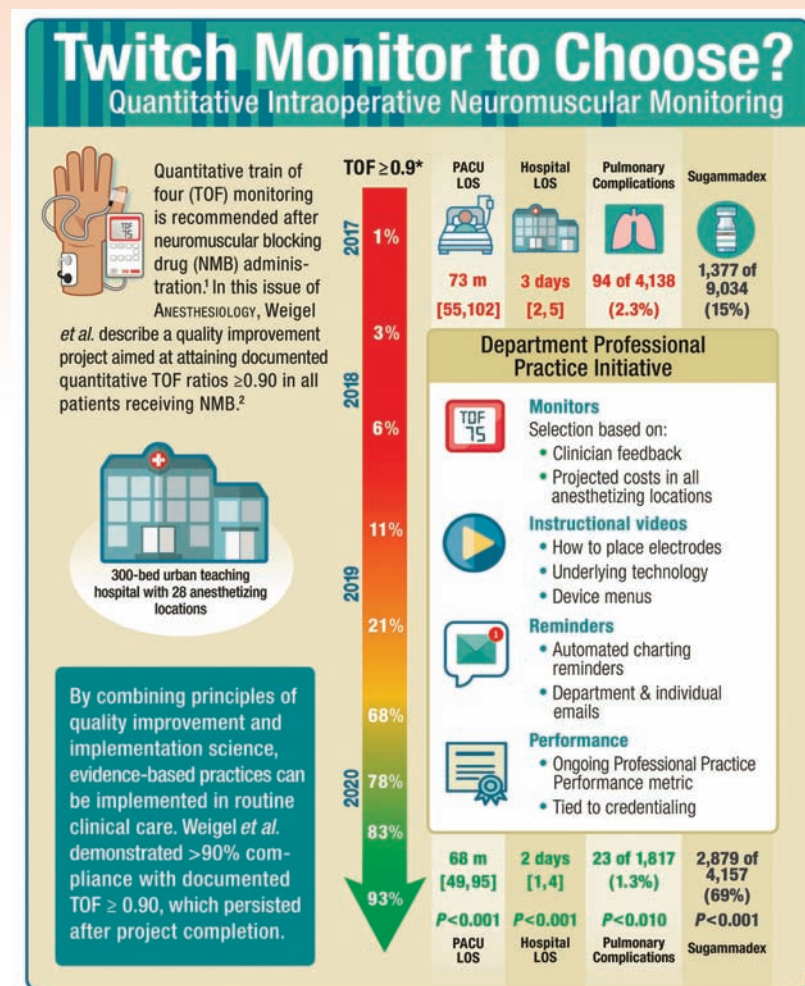 Twitch Monitor to Choose?
Quantitative Intraoperative Neuromuscular Monitoring
TOF
75
Quantitative train of
four (TOF) monitoring
is recommended after
neuromuscular blocking
drug (NMB) adminis-
tration.¹ In this issue of
ANESTHESIOLOGY, Weigel
et al. describe a quality improvement
project aimed at attaining documented
quantitative TOF ratios ≥0.90 in all
patients receiving NMB.²
300-bed urban teaching
hospital with 28 anesthetizing
locations
By combining principles of
quality improvement and
implementation science,
evidence-based practices can
be implemented in routine
clinical care. Weigel et al.
demonstrated >90% com-
pliance with documented
TOF ≥ 0.90, which persisted
after project completion.
TOF ≥0.9*
2017
1%
3%
2018
6%
11%
2019
21%
68%
2020
78%
83%
93%
PACU
LOS
73 m
[55,102]
Hospital
LOS
3 days
[2,5]
Pulmonary
Complications
94 of 4,138
(2.3%)
Sugammadex
1,377 of
9,034
(15%)
Department Professional
Practice Initiative
TOF
75
Monitors
Selection based on:
• Clinician feedback
• Projected costs in all
anesthetizing locations
Instructional videos
• How to place electrodes
• Underlying technology
• Device menus
1
Reminders
• Automated charting
reminders
• Department & individual
emails
Performance
• Ongoing Professional Practice
Performance metric
• Tied to credentialing
68 m
[49,95]
P<0.001
PACU
LOS
2 days
[1,4]
P<0.001
Hospital
LOS
23 of 1,817
(1.3%)
P<0.010
Pulmonary
Complications
2,879 of
4,157
(69%)
P<0.001
Sugammadex